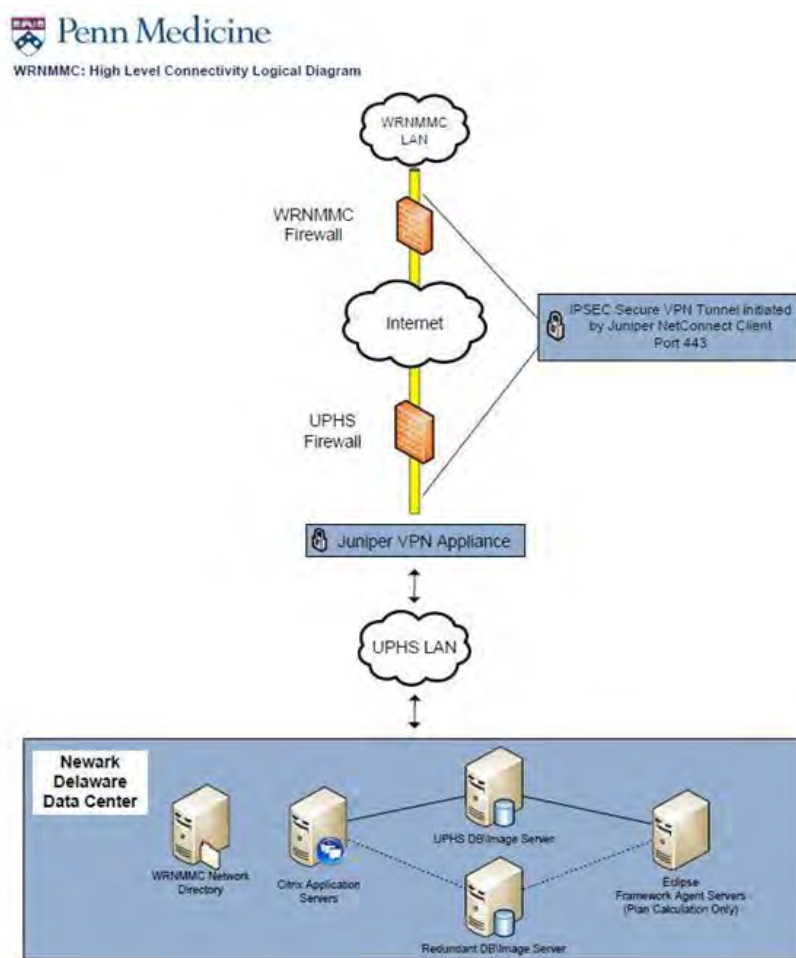 Penn Medicine
WRNMMC: High Level Connectivity Logical Diagram
WRNMMC
LAN
WRNMMC
Firewall
IPSEC Secure VPN Tunnel initiated
by Juniper NetConnect Client
Port 443
Internet
UPHS
Firewall
Juniper VPN Appliance
UPHS LAN
Newark
Delaware
Data Center
WRNMMC Network
Directory
Citrix Application
Servers
UPHS DB\Image Server
Redundant DB\Image Server
Eclipse
Framework Agent Servers
(Plan Calculation Only)